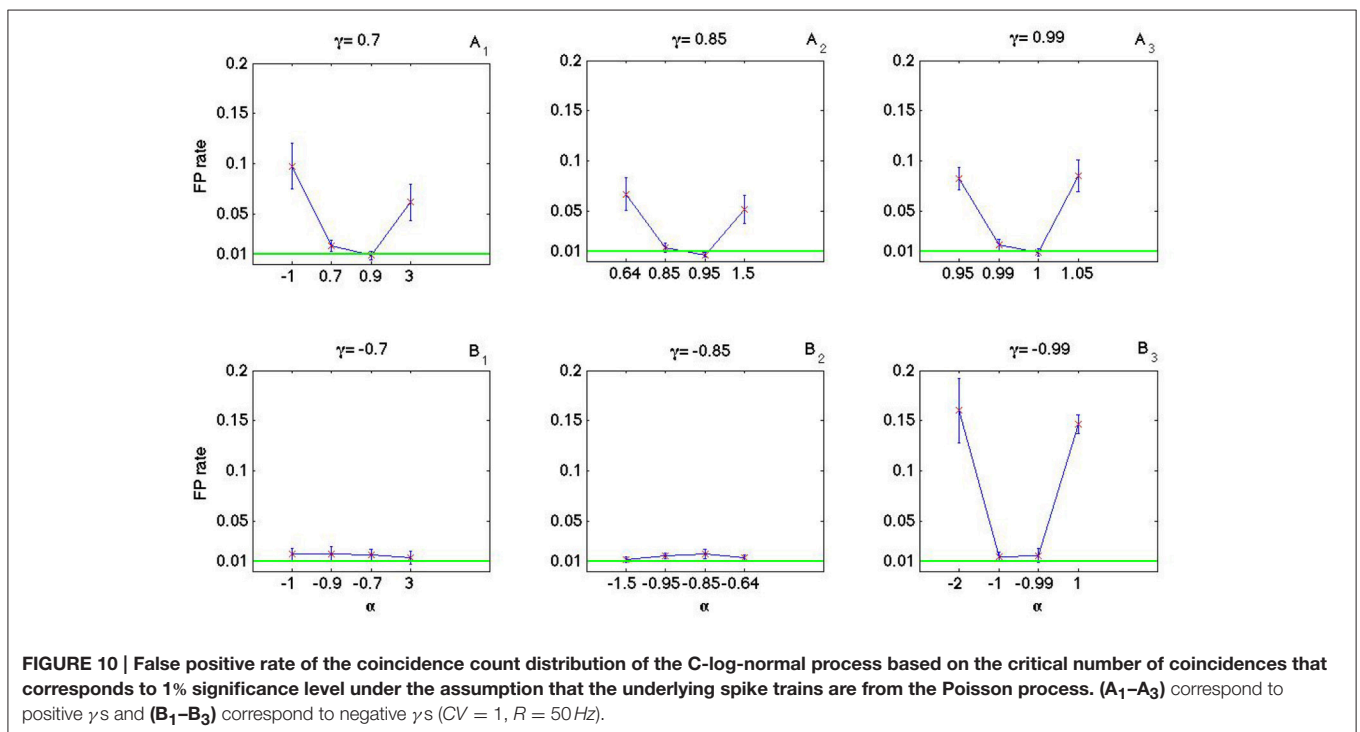 γ= 0.7 A1
0.2
0.15
0.1
0.05
0.01
FP rate
-1 0.7 0.9 3
γ= 0.85 A2
0.2
0.15
0.1
0.05
0.01
0.64 0.85 0.95 1.5
γ= 0.99 A3
0.2
0.15
0.1
0.05
0.01
0.95 0.99 1 1.05
γ= -0.7 B1
0.2
0.15
0.1
0.05
0.01
FP rate
-1 -0.9 -0.7 3
α
γ= -0.85 B2
0.2
0.15
0.1
0.05
0.01
-1.5 -0.95 -0.85 -0.64
α
γ= -0.99 B3
0.2
0.15
0.1
0.05
0.01
-2 -1 -0.99 1
α
FIGURE 10 | False positive rate of the coincidence count distribution of the C-log-normal process based on the critical number of coincidences that
corresponds to 1% significance level under the assumption that the underlying spike trains are from the Poisson process. (A1–A3) correspond to
positive γs and (B1–B3) correspond to negative γs (CV = 1, R = 50Hz).